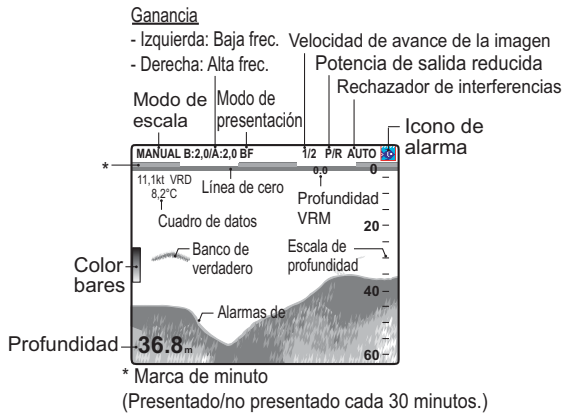 Ganancia
- Izquierda: Baja frec.
- Derecha: Alta frec.
Velocidad de avance de la imagen
Potencia de salida reducida
Rechazador de interferencias
Modo de
escala
Modo de
presentación
Icono de
alarma
MANUAL B:2,0/A:2,0 BF 1/2 P/R AUTO
*
0
0.0
11,1kt VRD
8,2°C
Línea de cero
Profundidad
VRM
Cuadro de datos
20
Banco de
verdadero
Escala de
profundidad
Color
bares
40
Alarmas de
Profundidad
36.8m
60
* Marca de minuto
(Presentado/no presentado cada 30 minutos.)